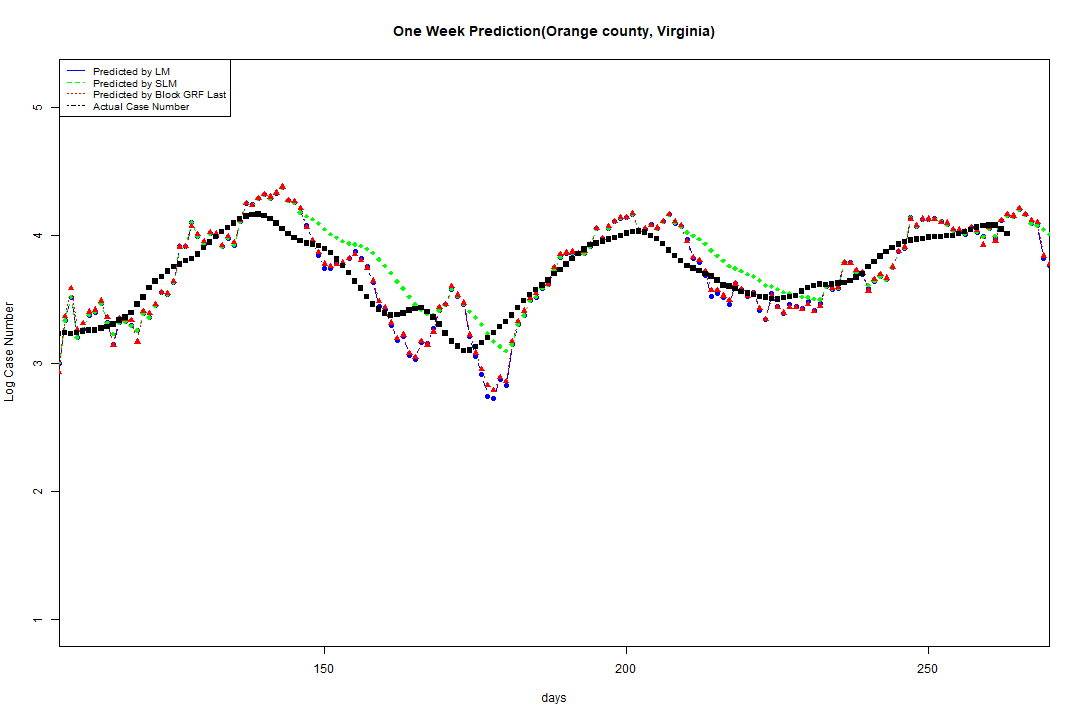 One Week Prediction(Orange county, Virginia)
Predicted by LM
Predicted by SLM
Predicted by Block GRF Last
Actual Case Number
5
4
3
2
1
Log Case Number
150
200
250
days